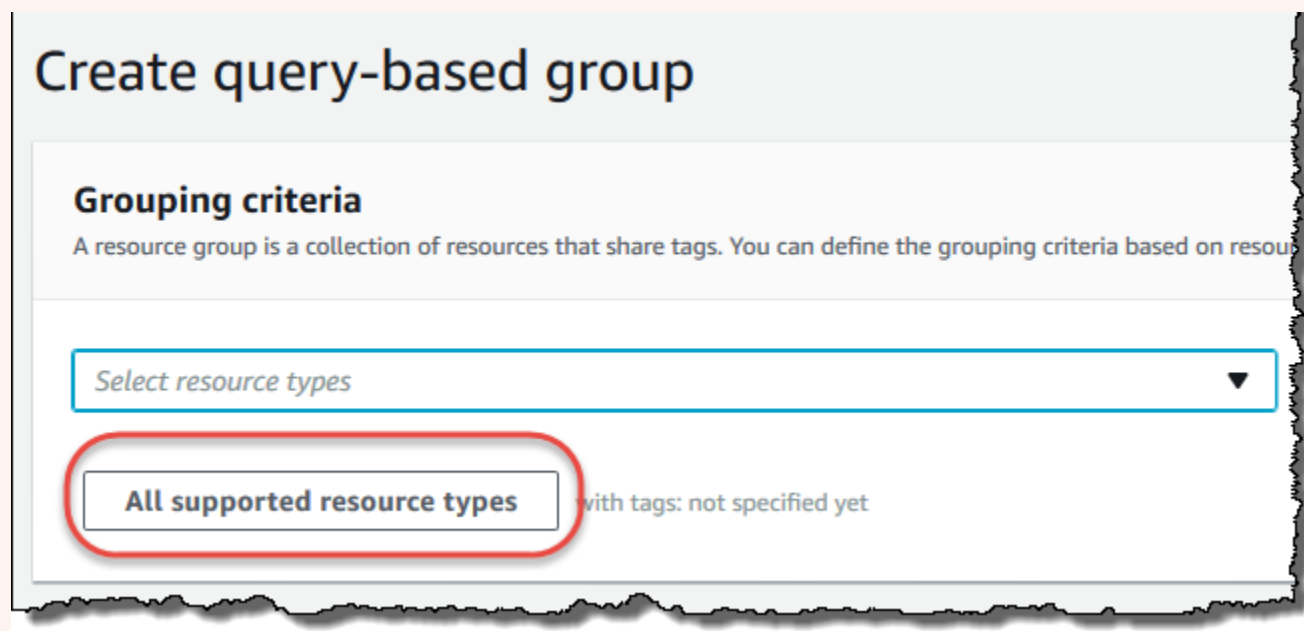 Create query-based group
Grouping criteria
A resource group is a collection of resources that share tags. You can define the grouping criteria based on
Select resource types
All supported resource types with tags: not specified yet